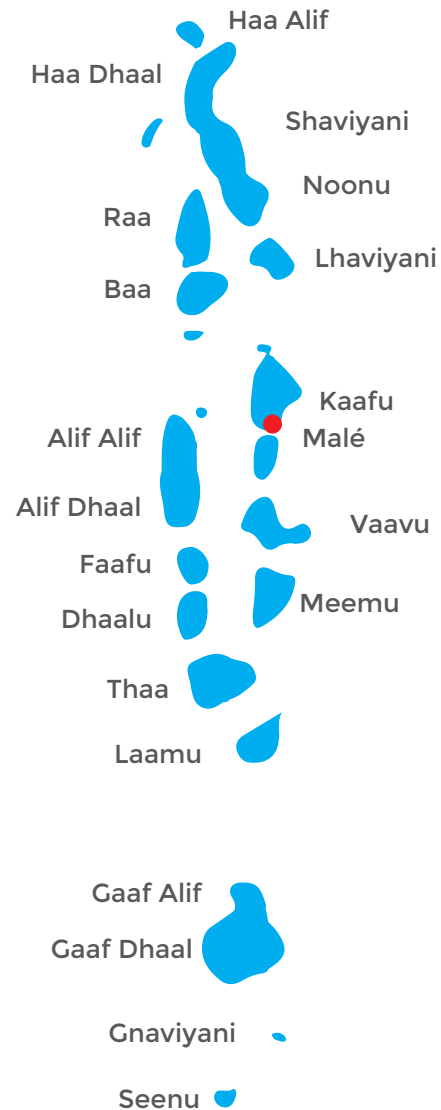 Haa Alif
Haa Dhaal
Shaviyani
Noonu
Raa
Lhaviyani
Baa
Kaafu
Alif Alif
Malé
Alif Dhaal
Vaavu
Faafu
Meemu
Dhaalu
Thaa
Laamu
Gaaf Alif
Gaaf Dhaal
Gnaviyani
Seenu